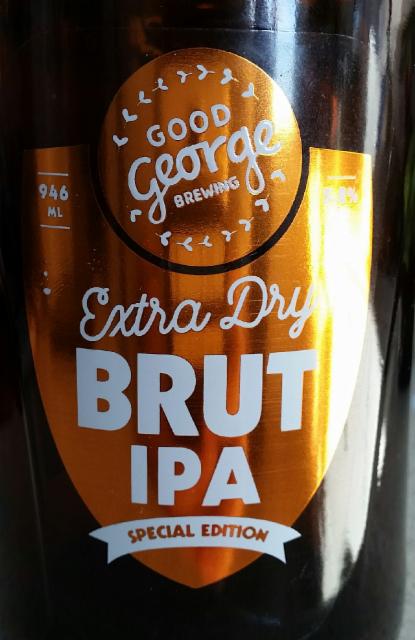 GOOD
George
BREWING
946
ML
Extra Dry
BRUT
IPA
SPECIAL EDITION